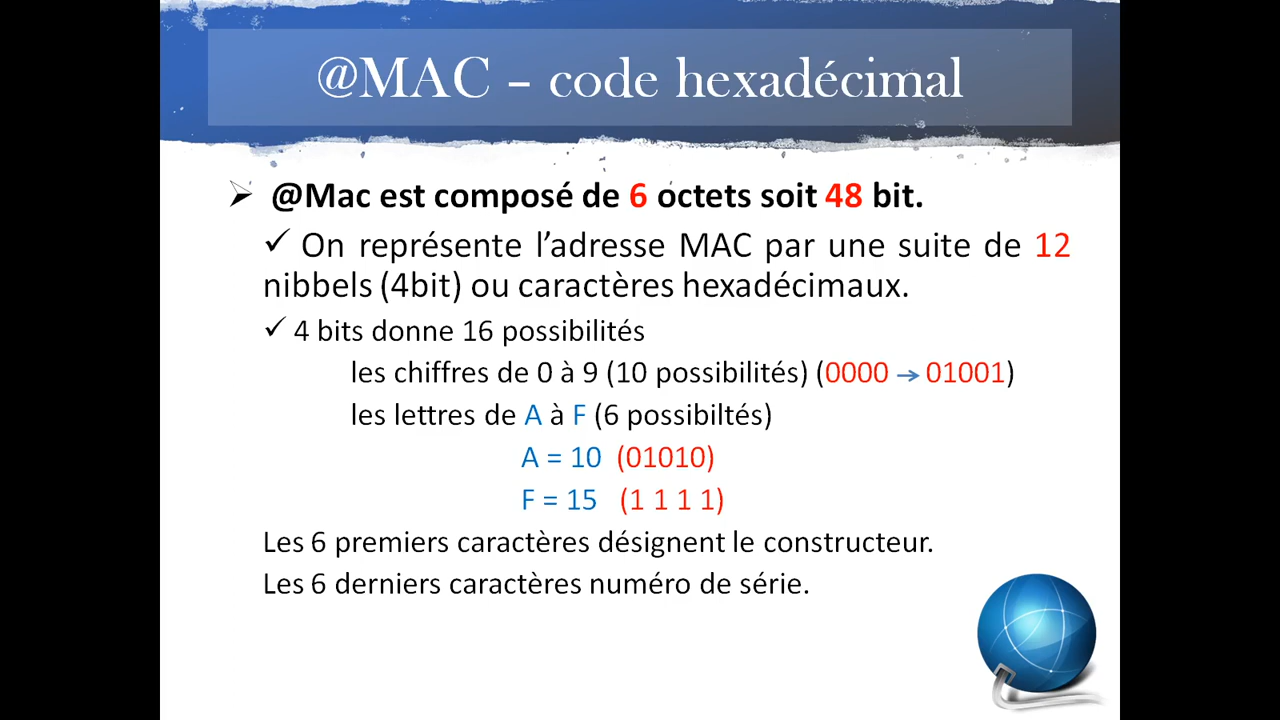 @MAC – code hexadécimal
@Mac est composé de 6 octets soit 48 bit.
On représente l’adresse MAC par une suite de 12
nibbels (4bit) ou caractères hexadécimaux.
4 bits donne 16 possibilités
les chiffres de 0 à 9 (10 possibilités) (0000 → 01001)
les lettres de A à F (6 possibiltés)
A = 10 (01010)
F = 15 (1 1 1 1)
Les 6 premiers caractères désignent le constructeur.
Les 6 derniers caractères numéro de série.